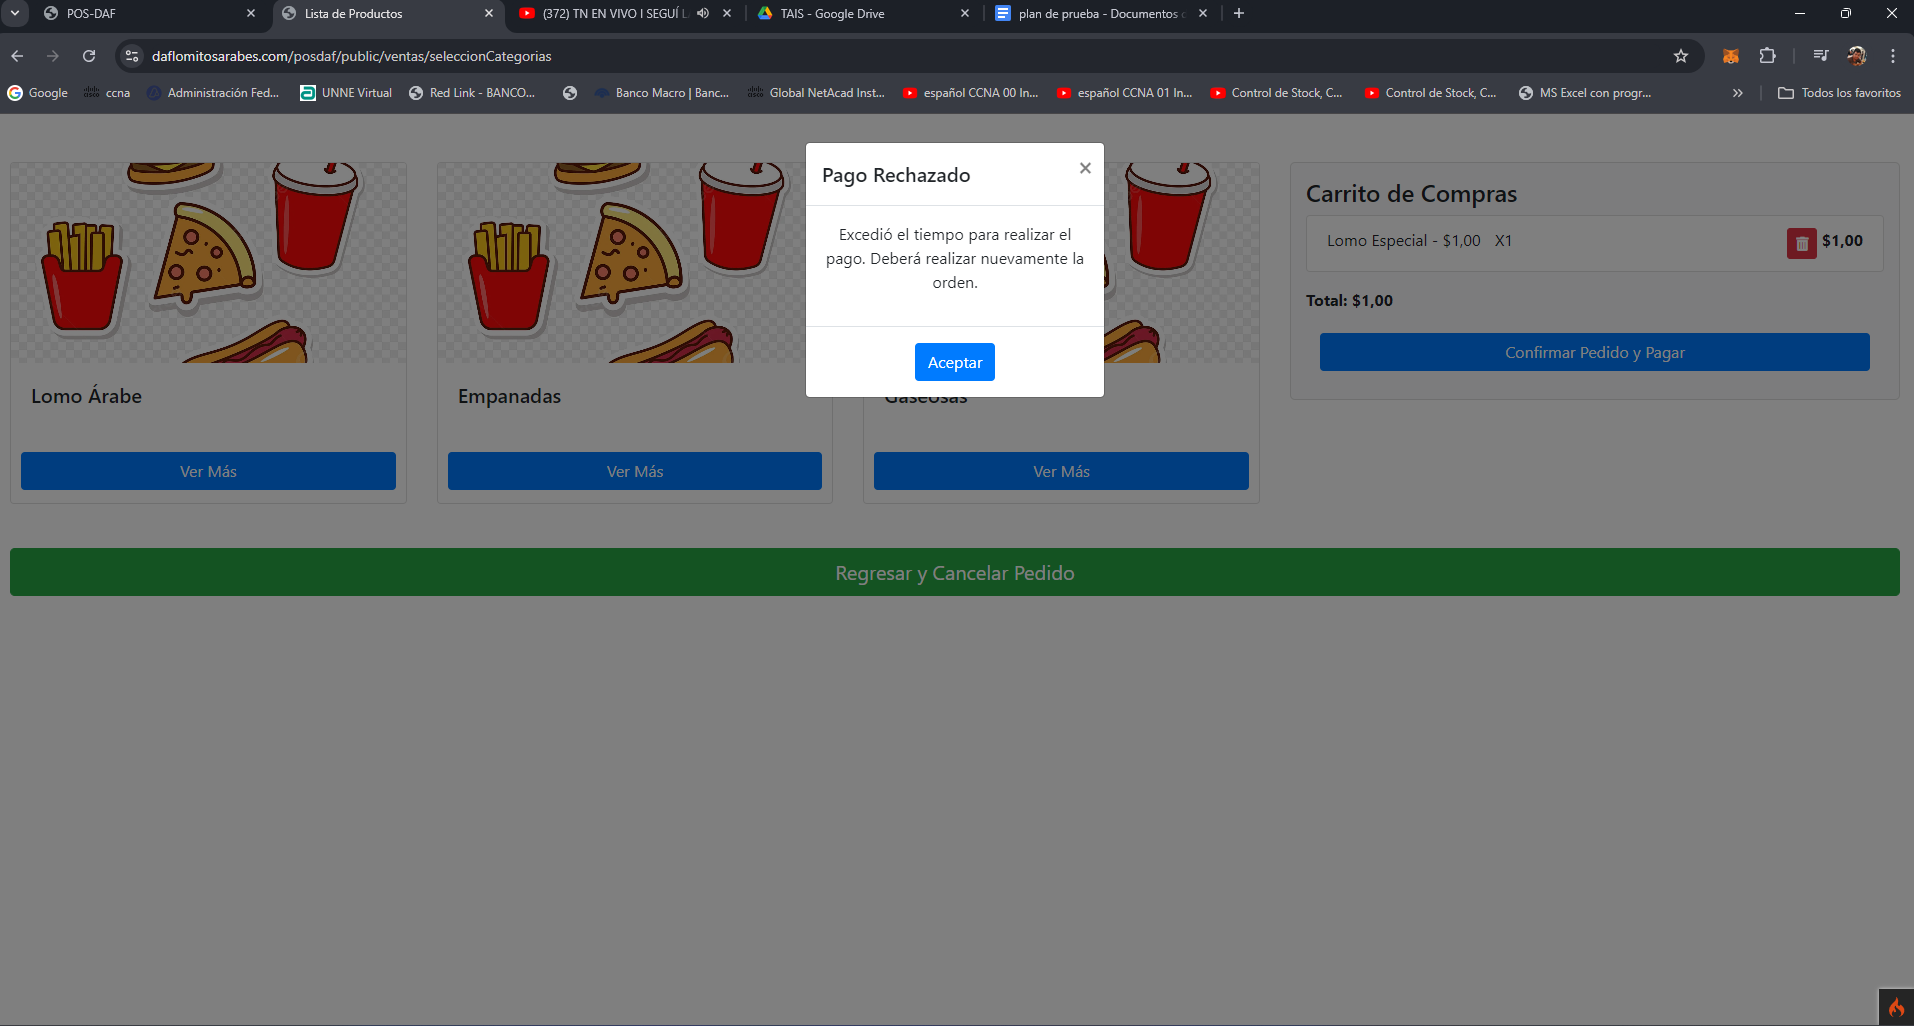 POS-DAF
Lista de Productos
(372) TN EN VIVO I SEGUÍ L
TAIS - Google Drive
plan de prueba - Documentos
daflomitosarabes.com/posdaf/public/ventas/seleccionCategorias
Google
ccna
Administración Fed...
UNNE Virtual
Red Link - BANCO...
Banco Macro | Banc...
Global NetAcad Inst...
español CCNA 00 In...
español CCNA 01 In...
Control de Stock, C...
Control de Stock, C...
MS Excel con progr...
Todos los favoritos
Pago Rechazado
Excedió el tiempo para realizar el
pago. Deberá realizar nuevamente la
orden.
Aceptar
Lomo Árabe
Empanadas
Gaseosas
Ver Más
Ver Más
Ver Más
Carrito de Compras
Lomo Especial - $1,00 X1
$1,00
Total: $1,00
Confirmar Pedido y Pagar
Regresar y Cancelar Pedido